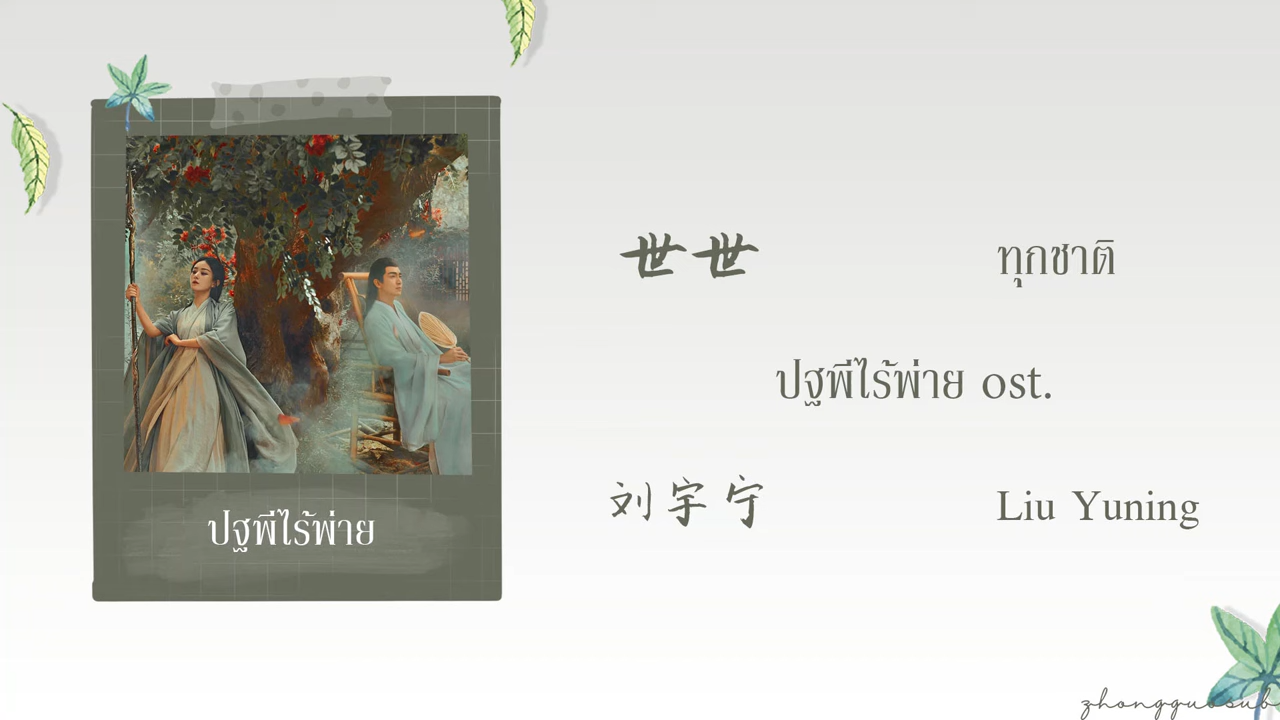 世世 ทุกชาติ
ปฐพีไร้พ่าย ost.
刘宇宁 Liu Yuning
ปฐพีไร้พ่าย
zhongguosub